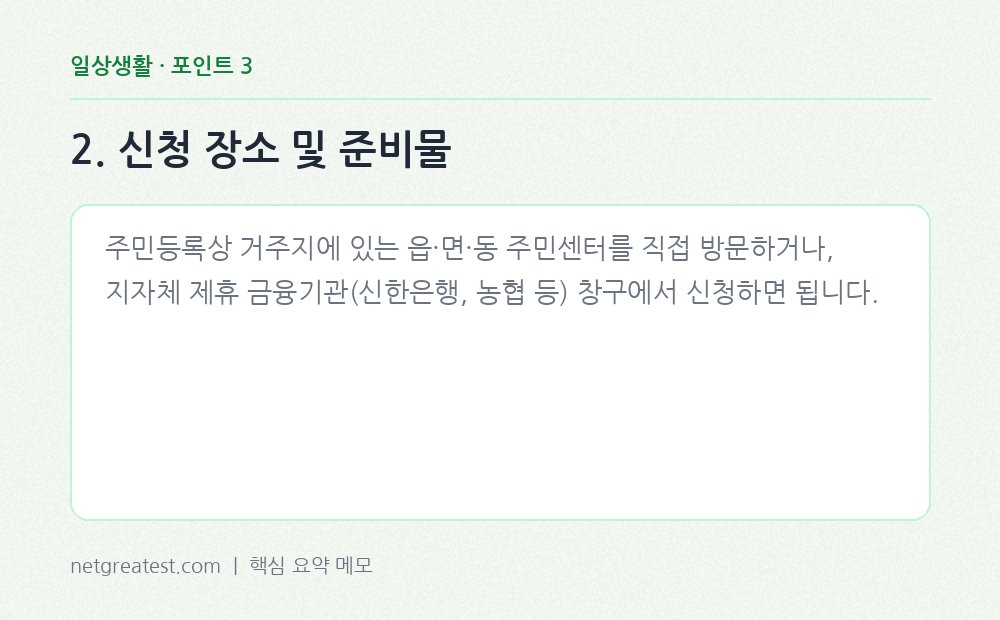 일상생활 · 포인트 3
2. 신청 장소 및 준비물
주민등록상 거주지에 있는 읍·면·동 주민센터를 직접 방문하거나,
지자체 제휴 금융기관(신한은행, 농협 등) 창구에서 신청하면 됩니다.
netgreatest.com | 핵심 요약 메모